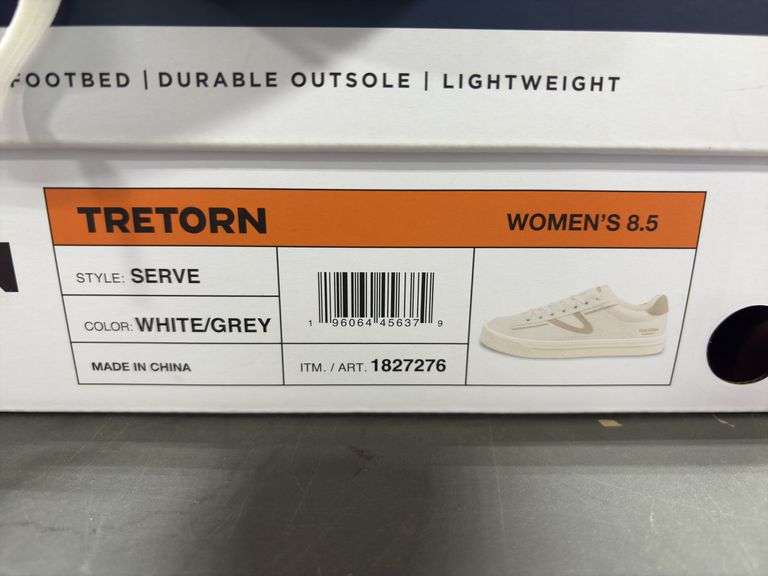 FOOTBED | DURABLE OUTSOLE | LIGHTWEIGHT
TRETORN
WOMEN'S 8.5
STYLE: SERVE
COLOR: WHITE/GREY
MADE IN CHINA
1 96064 45637 9
ITM. / ART. 1827276